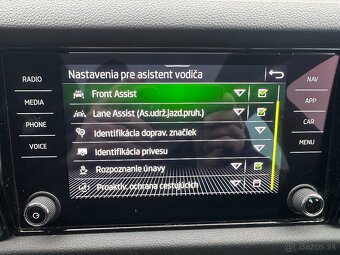 Nastavenia pre asistent vodiča
RADIO
MEDIA
PHONE
VOICE
Front Assist
Lane Assist (As.udrž.jazd.pruh.)
Identifikácia doprav. značiek
Identifikácia prívesu
Rozpoznanie únavy
Proaktív. ochrana cestujúcich
NAV
APP
CAR
MENU
bazos.sk